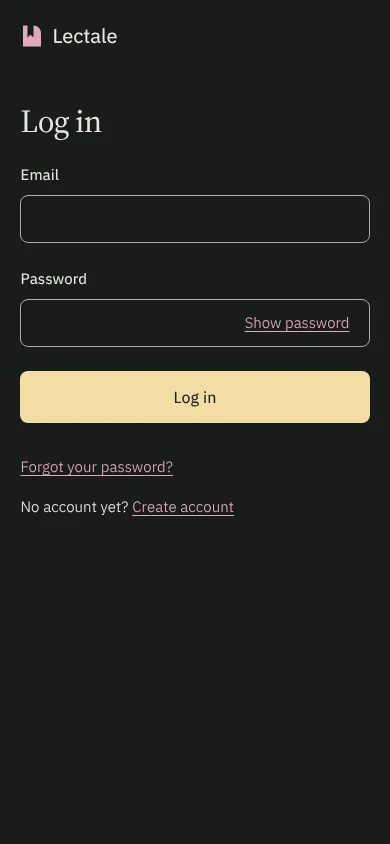 Lectale
Log in
Email
Password
Show password
Log in
Forgot your password?
No account yet? Create account